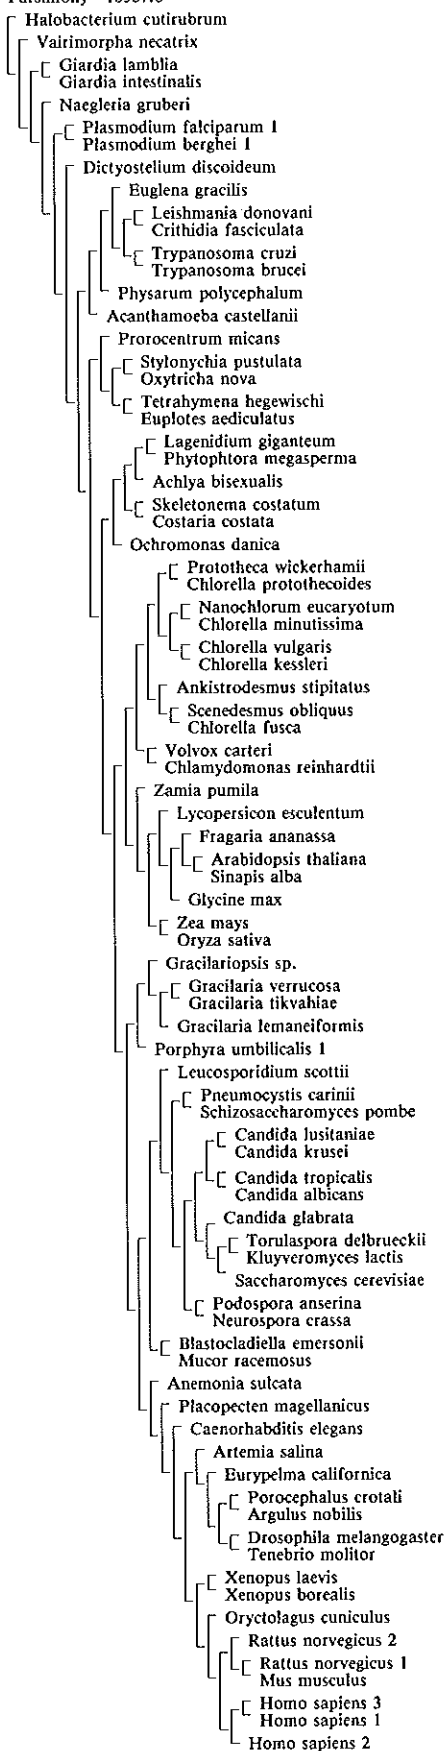 Halobacterium cutirubrum
Vairimorpha necatrix
Giardia lamblia
Giardia intestinalis
Naegleria gruberi
Plasmodium falciparum 1
Plasmodium berghei 1
Dictyostelium discoideum
Euglena gracilis
Leishmania donovani
Crithidia fasciculata
Trypanosoma cruzi
Trypanosoma brucei
Physarum polycephalum
Acanthamoeba castellanii
Prorocentrum micans
Stylonychia pustulata
Oxytricha nova
Tetrahymena hegewischi
Euplotes aediculatus
Lagenidium giganteum
Phytophtora megasperma
Achlya bisexualis
Skeletonema costatum
Costaria costata
Ochromonas danica
Prototheca wickerhamii
Chlorella protothecoides
Nanochlorum eucaryotum
Chlorella minutissima
Chlorella vulgaris
Chlorella kessleri
Ankistrodesmus stipitatus
Scenedesmus obliquus
Chlorella fusca
Volvox carteri
Chlamydomonas reinhardtii
Zamia pumila
Lycopersicon esculentum
Fragaria ananassa
Arabidopsis thaliana
Sinapis alba
Glycine max
Zea mays
Oryza sativa
Gracilariopsis sp.
Gracilaria verrucosa
Gracilaria tikvahiae
Gracilaria lemaneiformis
Porphyra umbilicalis 1
Leucosporidium scottii
Pneumocystis carinii
Schizosaccharomyces pombe
Candida lusitaniae
Candida krusei
Candida tropicalis
Candida albicans
Candida glabrata
Torulaspora delbrueckii
Kluyveromyces lactis
Saccharomyces cerevisiae
Podospora anserina
Neurospora crassa
Blastocladiella emersonii
Mucor racemosus
Anemonia sulcata
Placopecten magellanicus
Caenorhabditis elegans
Artemia salina
Eurypelma californica
Porocephalus crotali
Argulus nobilis
Drosophila melangogaster
Tenebrio molitor
Xenopus laevis
Xenopus borealis
Oryctolagus cuniculus
Rattus norvegicus 2
Rattus norvegicus 1
Mus musculus
Homo sapiens 3
Homo sapiens 1
Homo sapiens 2